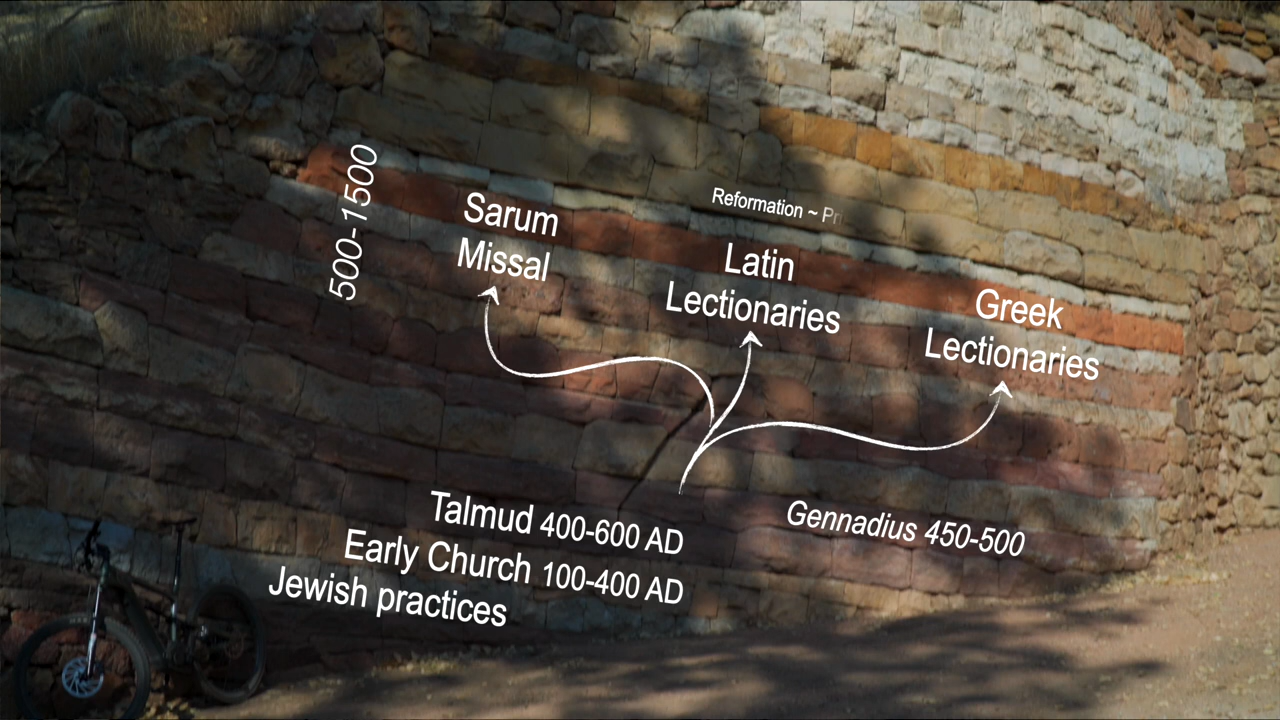 500-1500
Sarum
Missal
Reformation ~
Latin
Lectionaries
Greek
Lectionaries
Talmud 400-600 AD
Early Church 100-400 AD
Jewish practices
Gennadius 450-500